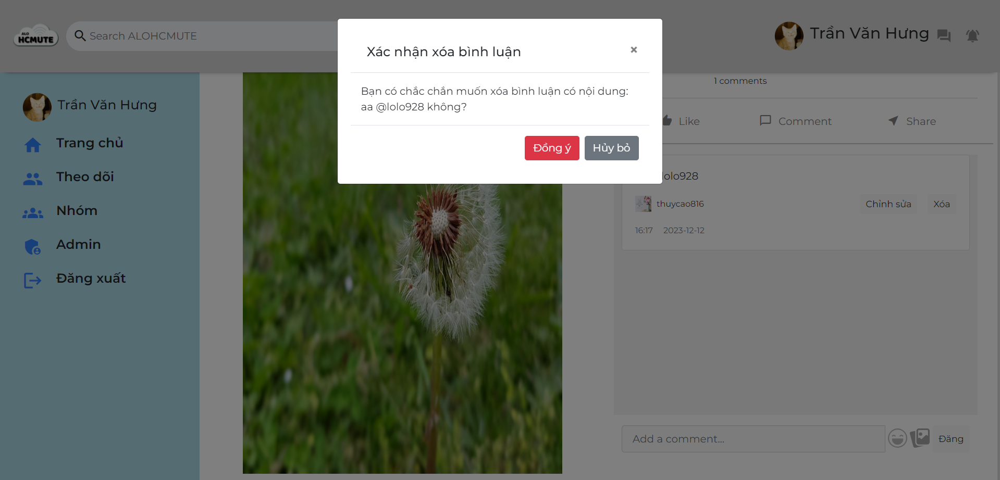 ALO
HCMUTE
Search ALOHCMUTE
Trần Văn Hưng
Trần Văn Hưng
Trang chủ
Theo dõi
Nhóm
Admin
Đăng xuất
Xác nhận xóa bình luận
×
Bạn có chắc chắn muốn xóa bình luận có nội dung:
aa @lolo928 không?
Đồng ý Hủy bỏ
1 comments
Like Comment Share
lolo928
thuycao816
Chỉnh sửa Xóa
16:17 2023-12-12
Add a comment...
Đăng